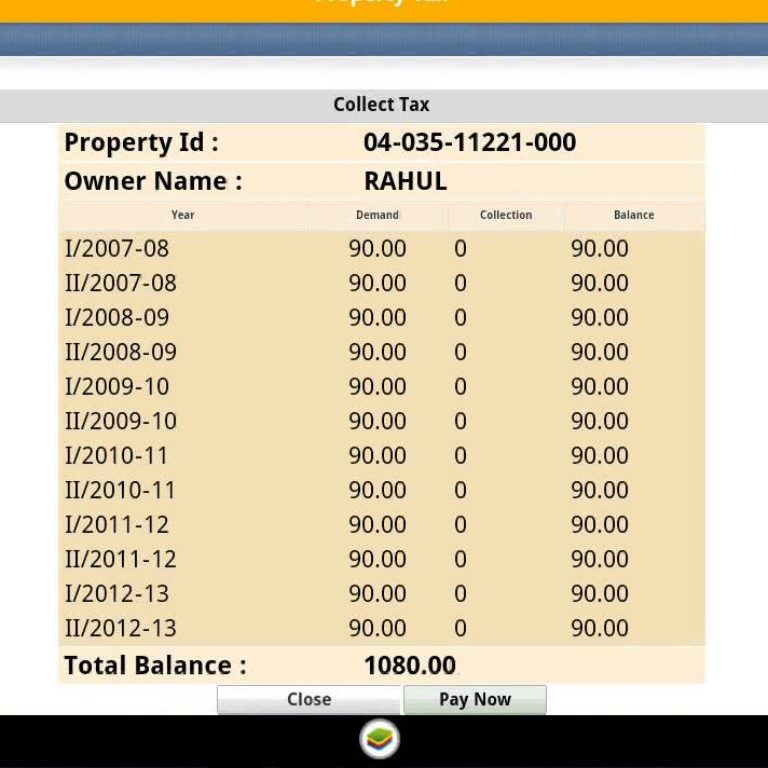 Property Tax
Collect Tax
Property Id : 04-035-11221-000
Owner Name : RAHUL
Year Demand Collection Balance
I/2007-08 90.00 0 90.00
II/2007-08 90.00 0 90.00
I/2008-09 90.00 0 90.00
II/2008-09 90.00 0 90.00
I/2009-10 90.00 0 90.00
II/2009-10 90.00 0 90.00
I/2010-11 90.00 0 90.00
II/2010-11 90.00 0 90.00
I/2011-12 90.00 0 90.00
II/2011-12 90.00 0 90.00
I/2012-13 90.00 0 90.00
II/2012-13 90.00 0 90.00
Total Balance : 1080.00
Close Pay Now